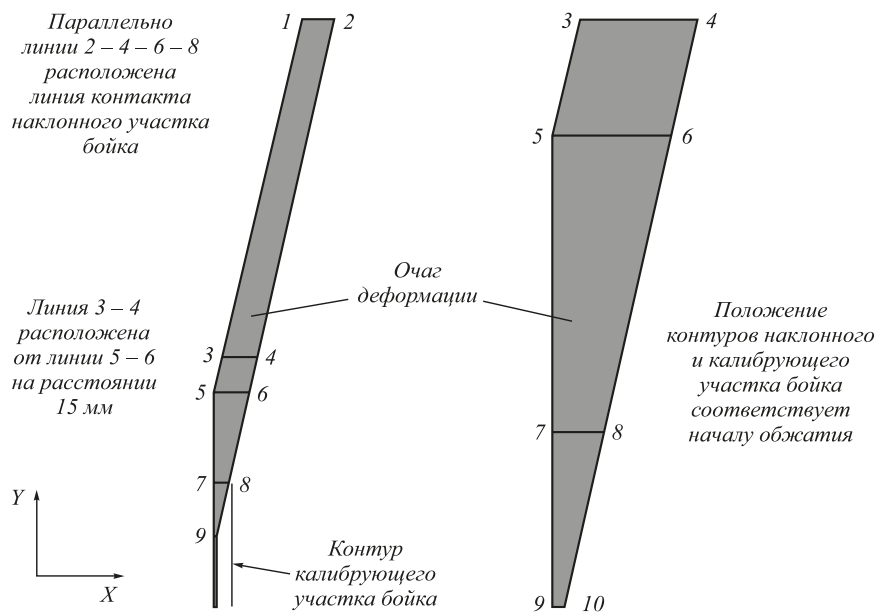 Параллельно
линии 2 – 4 – 6 – 8
расположена
линия контакта
наклонного участка
бойка
1
2
3
4
5
6
Очаг
деформации
Линия 3 – 4
расположена
от линии 5 – 6
на расстоянии
15 мм
3
4
5
6
7
8
9
Положение
контуров наклонного
и калибрующего
участка бойка
соответствует
началу обжатия
7
8
Y
X
Контур
калибрующего
участка бойка
9
10